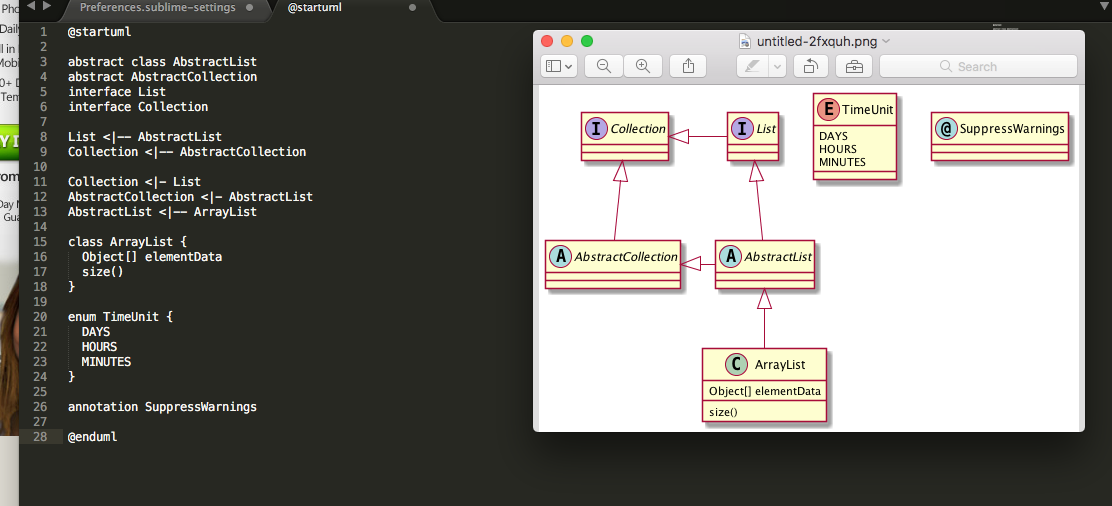 Preferences.sublime-settings
@startuml
1 @startuml
2
3 abstract class AbstractList
4 abstract AbstractCollection
5 interface List
6 interface Collection
7
8 List <|-- AbstractList
9 Collection <|-- AbstractCollection
10
11 Collection <|- List
12 AbstractCollection <|- AbstractList
13 AbstractList <|-- ArrayList
14
15 class ArrayList {
16 Object[] elementData
17 size()
18 }
19
20 enum TimeUnit {
21 DAYS
22 HOURS
23 MINUTES
24 }
25
26 annotation SuppressWarnings
27
28 @enduml
untitled-2fxquh.png
Search
I Collection
I List
E TimeUnit
DAYS
HOURS
MINUTES
@ SuppressWarnings
A AbstractCollection
A AbstractList
C ArrayList
Object[] elementData
size()